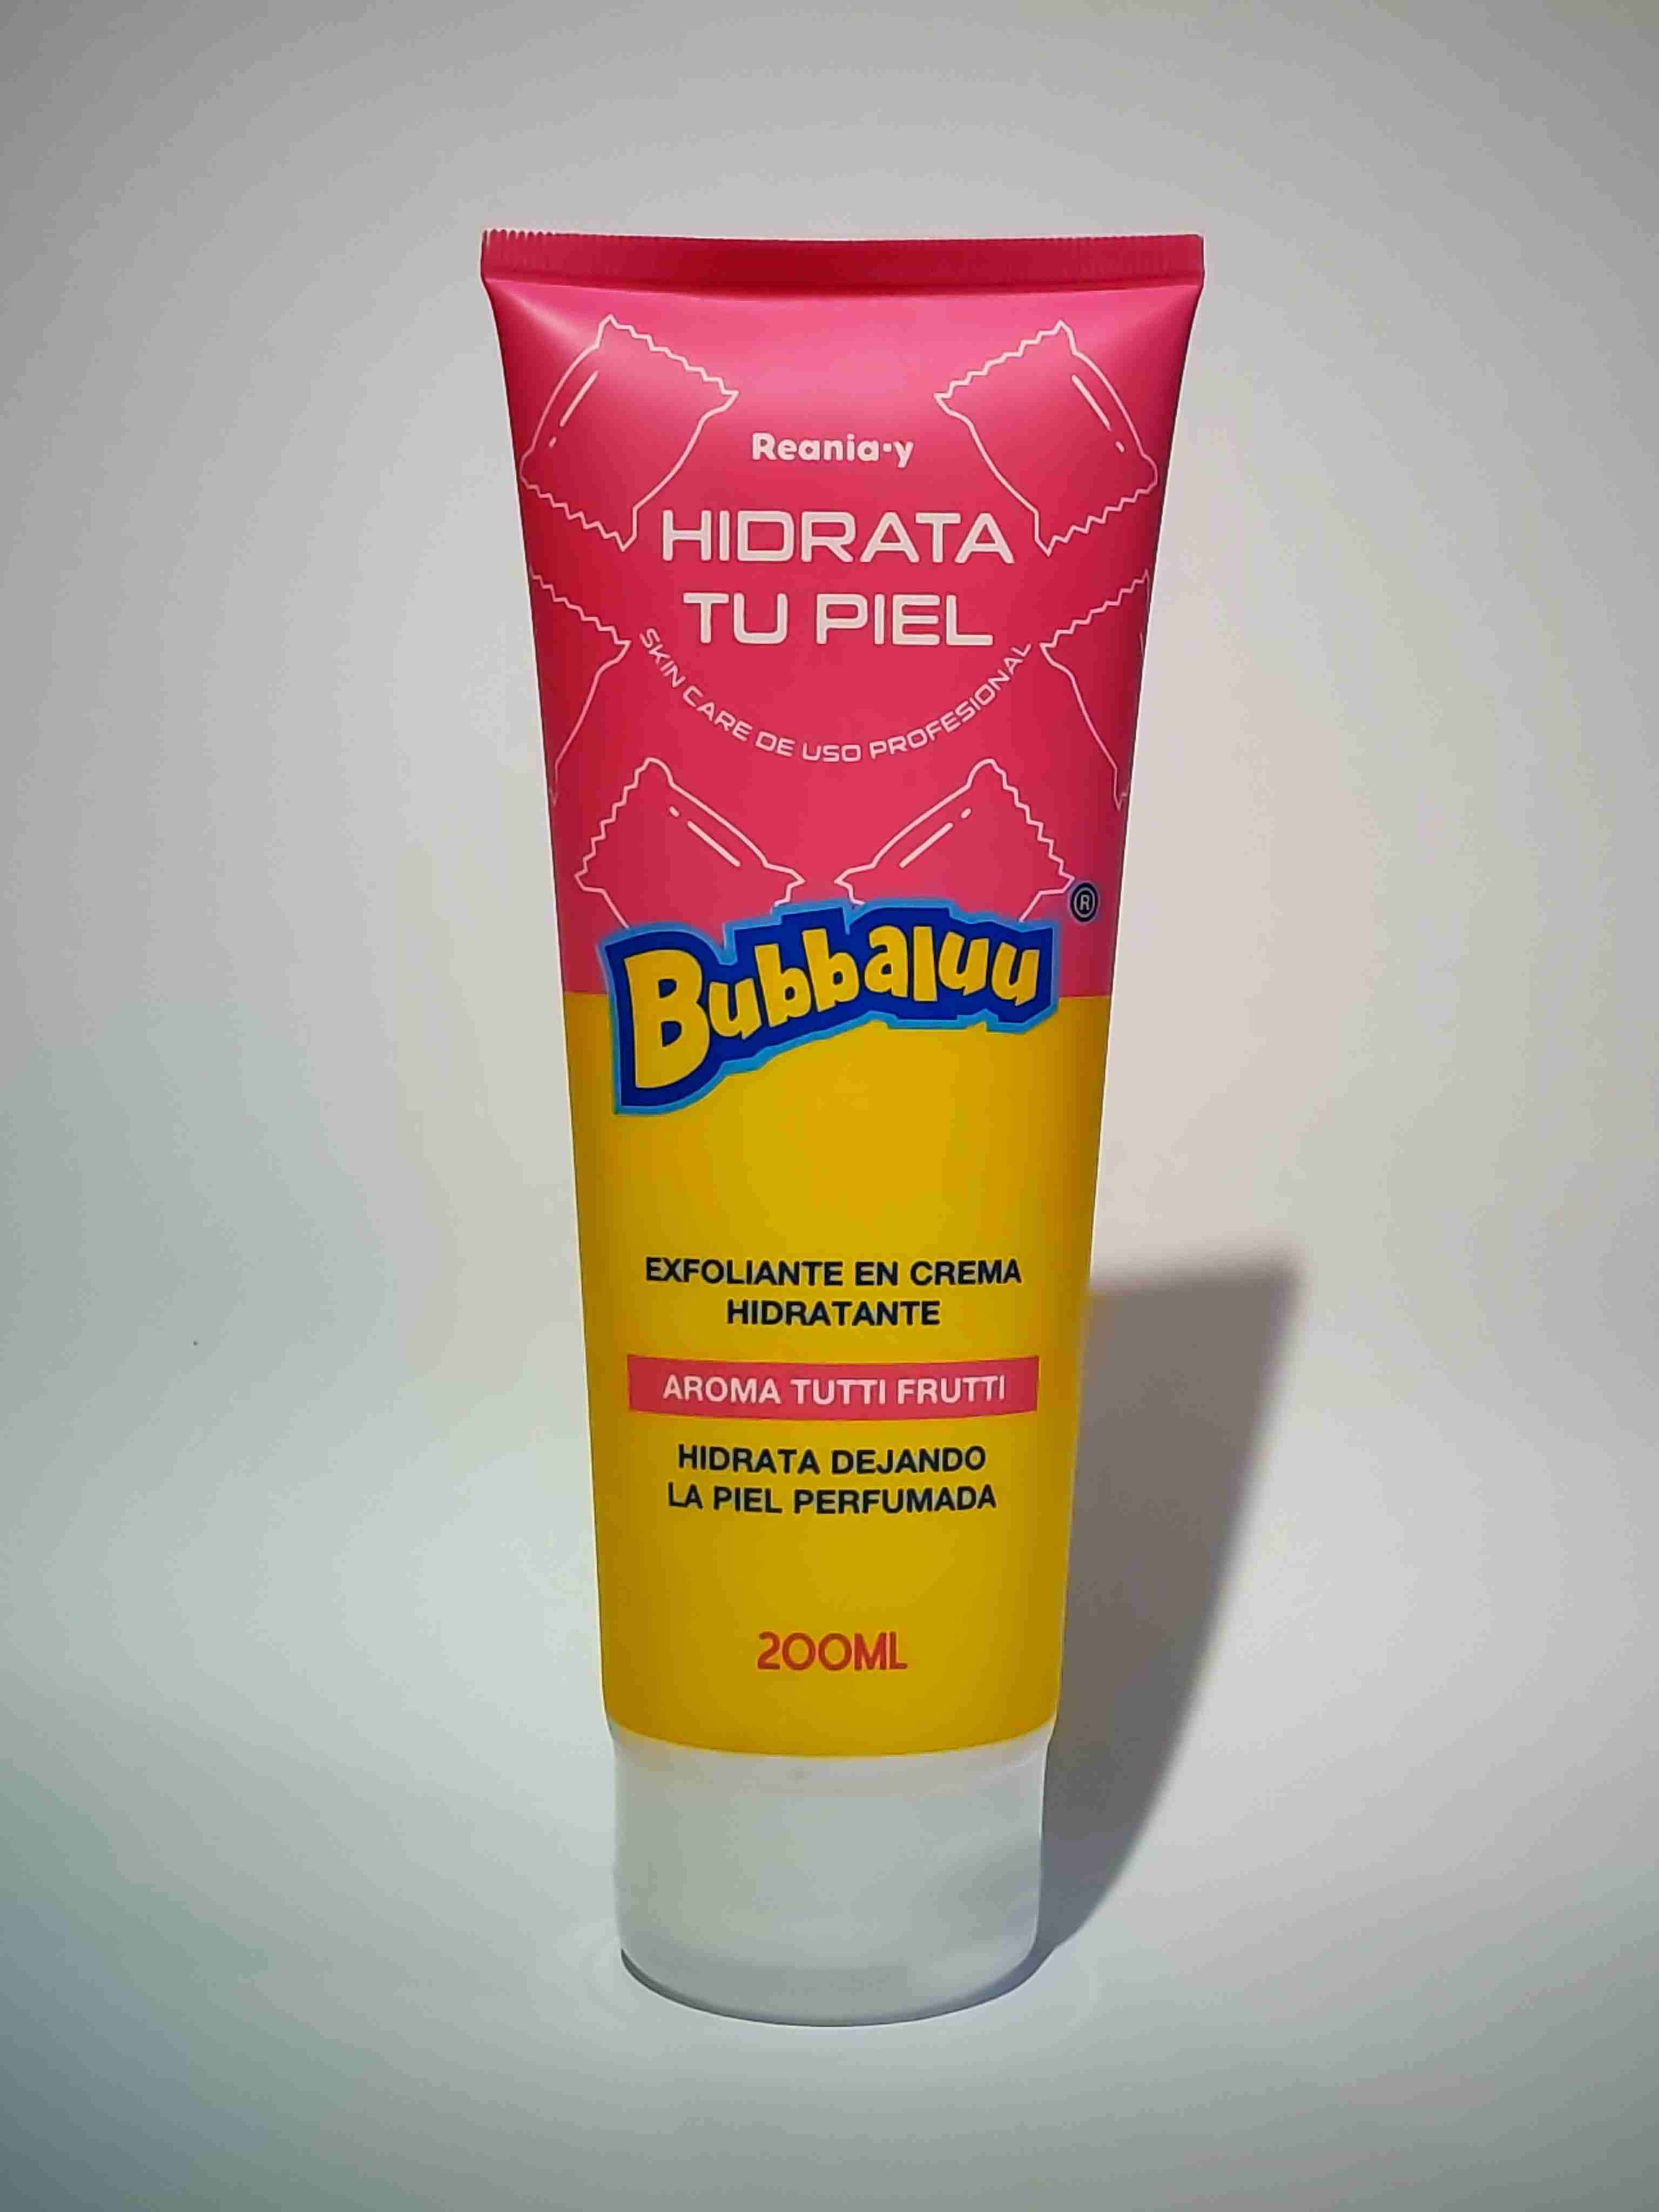 Reania·y
HIDRATA
TU PIEL
SKIN CARE DE USO PROFESIONAL
®
Bubbaluu
EXFOLIANTE EN CREMA
HIDRATANTE
AROMA TUTTI FRUTTI
HIDRATA DEJANDO
LA PIEL PERFUMADA
200ML